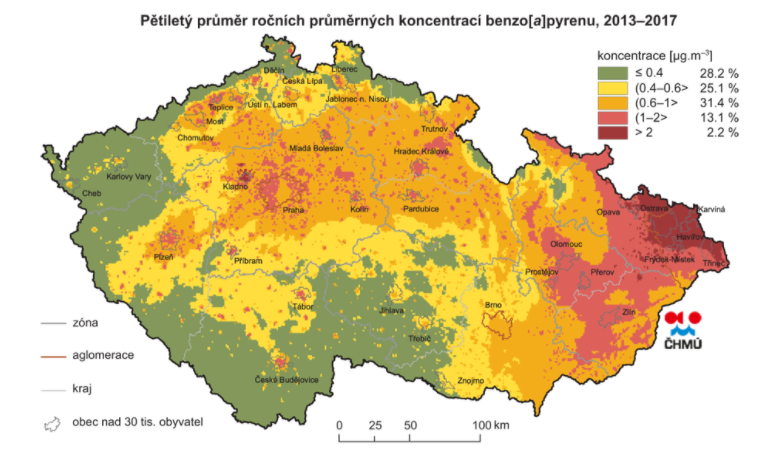 Pětiletý průměr ročních průměrných koncentrací benzo[a]pyrenu, 2013–2017
koncentrace [µg.m⁻³]
≤ 0.4 28.2 %
(0.4–0.6> 25.1 %
(0.6–1> 31.4 %
(1–2> 13.1 %
> 2 2.2 %
Děčín
Liberec
Česká Lípa
Teplice
Ústí n. Labem
Jablonec n. Nisou
Most
Chomutov
Trutnov
Mladá Boleslav
Hradec Králové
Karlovy Vary
Kladno
Cheb
Praha
Kolín
Pardubice
Opava
Ostrava
Karviná
Havířov
Plzeň
Příbram
Olomouc
Frýdek-Místek
Třinec
Prostějov
Přerov
Tábor
Jihlava
Brno
Zlín
Třebíč
České Budějovice
Znojmo
ČHMÚ
zóna
aglomerace
kraj
obec nad 30 tis. obyvatel
0 25 50 100 km